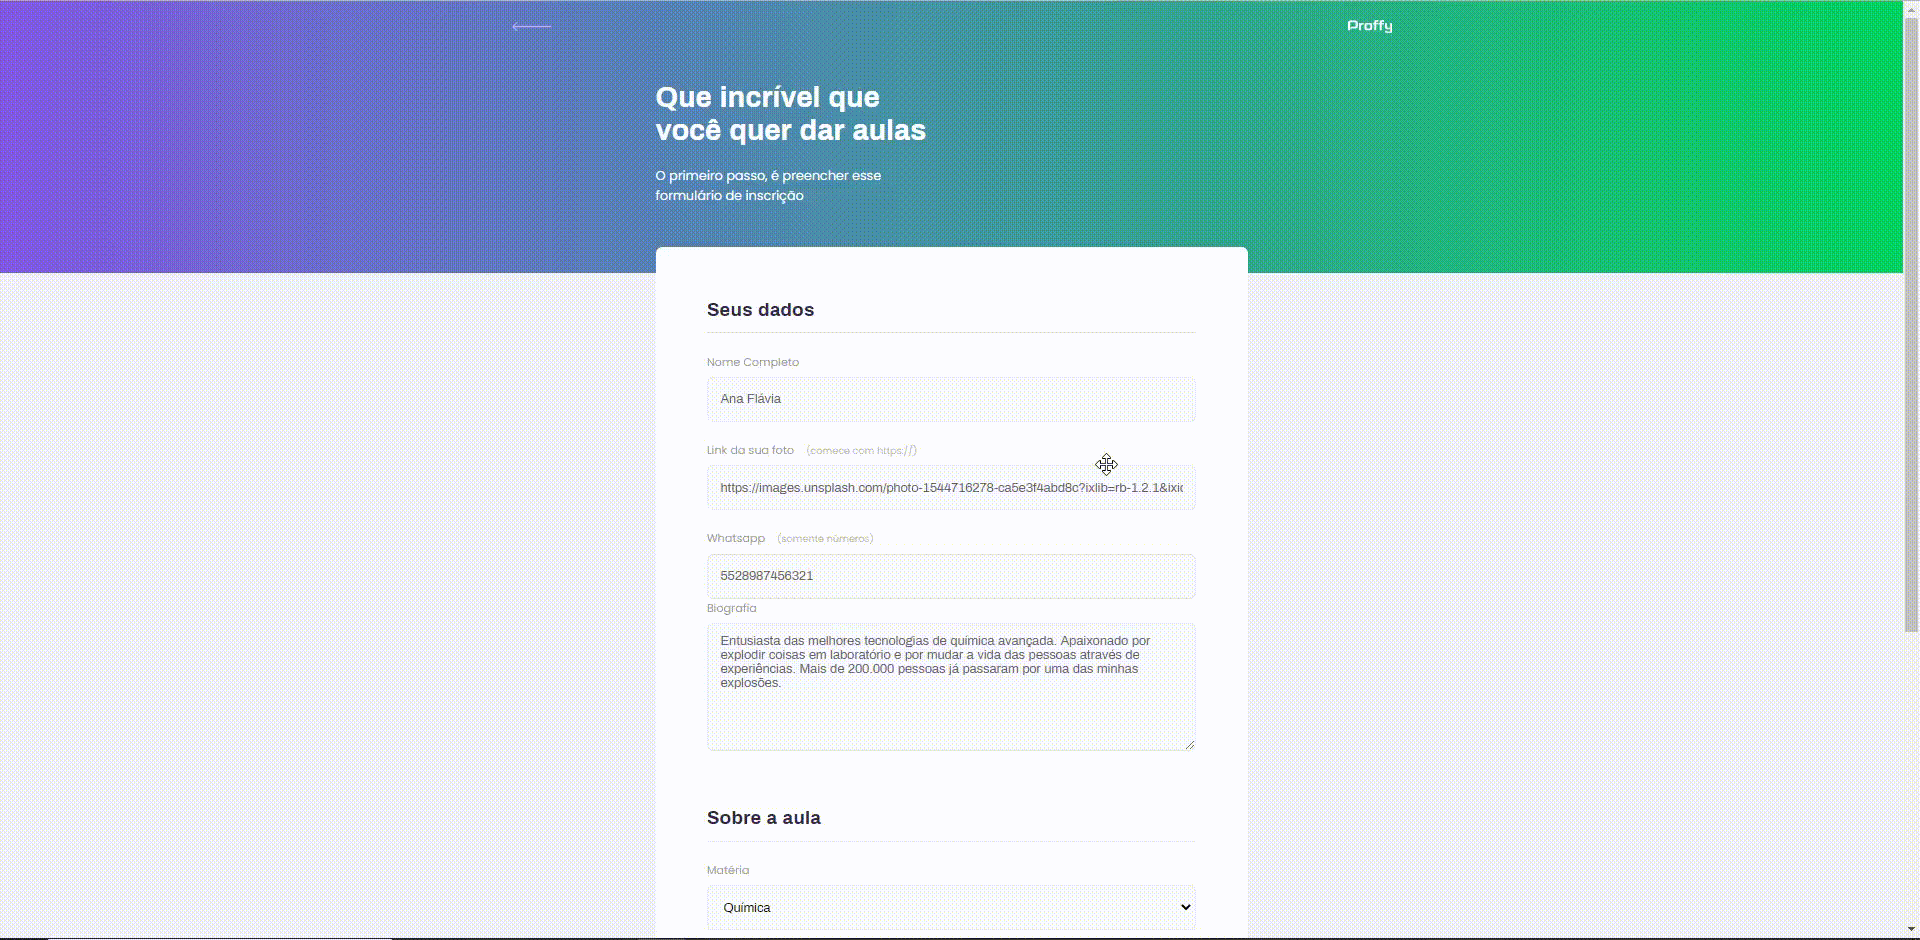 Proffy
Que incrível que
você quer dar aulas
O primeiro passo, é preencher esse
formulário de inscrição
Seus dados
Nome Completo
Ana Flávia
Link da sua foto (comece com https://)
https://images.unsplash.com/photo-1544716278-ca5e3f4abd8c?ixlib=rb-1.2.1&ixid
Whatsapp (somente números)
5528987456321
Biografia
Entusiasta das melhores tecnologias de química avançada. Apaixonado por
explodir coisas em laboratório e por mudar a vida das pessoas através de
experiências. Mais de 200.000 pessoas já passaram por uma das minhas
explosões.
Sobre a aula
Matéria
Química